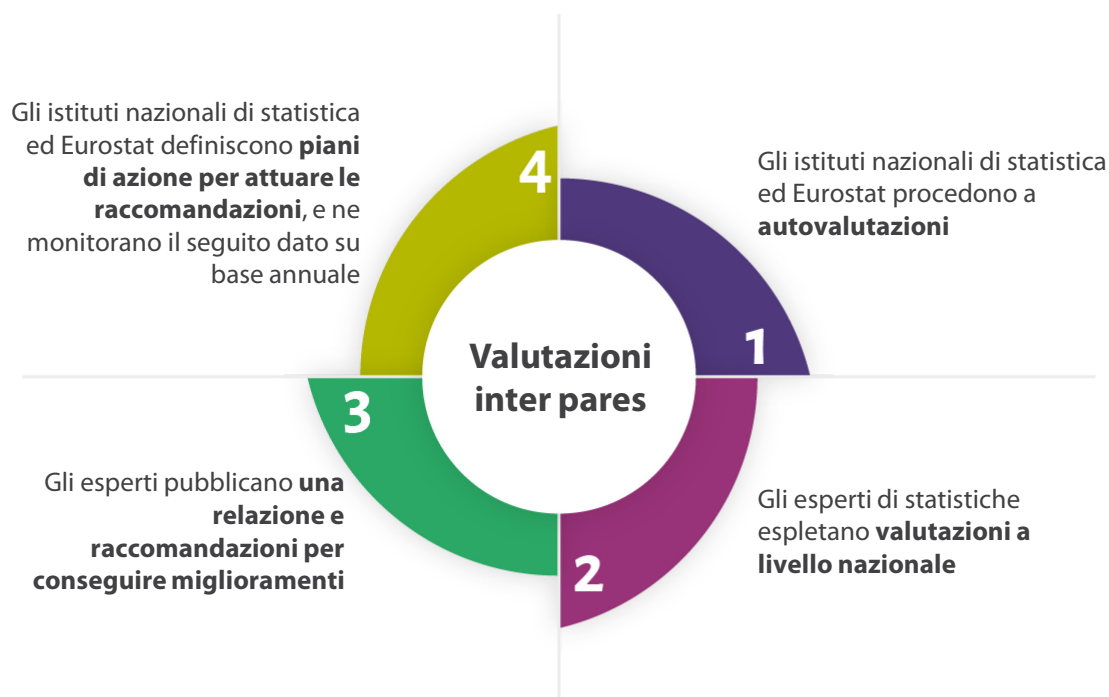 Gli istituti nazionali di statistica
ed Eurostat definiscono piani
di azione per attuare le
raccomandazioni, e ne
monitorano il seguito dato su
base annuale
4
Gli istituti nazionali di statistica
ed Eurostat procedono a
autovalutazioni
1
Valutazioni
inter pares
3
Gli esperti pubblicano una
relazione e
raccomandazioni per
conseguire miglioramenti
2
Gli esperti di statistiche
espletano valutazioni a
livello nazionale